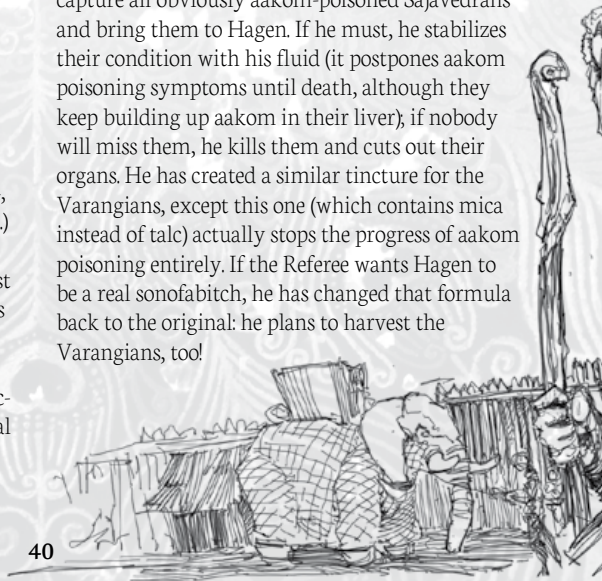 capture all obviously aakom-poisoned Sajavedrans
and bring them to Hagen. If he must, he stabilizes
their condition with his fluid (it postpones aakom
poisoning symptoms until death, although they
keep building up aakom in their liver); if nobody
will miss them, he kills them and cuts out their
organs. He has created a similar tincture for the
Varangians, except this one (which contains mica
instead of talc) actually stops the progress of aakom
poisoning entirely. If the Referee wants Hagen to
be a real sonofabitch, he has changed that formula
back to the original: he plans to harvest the
Varangians, too!
40